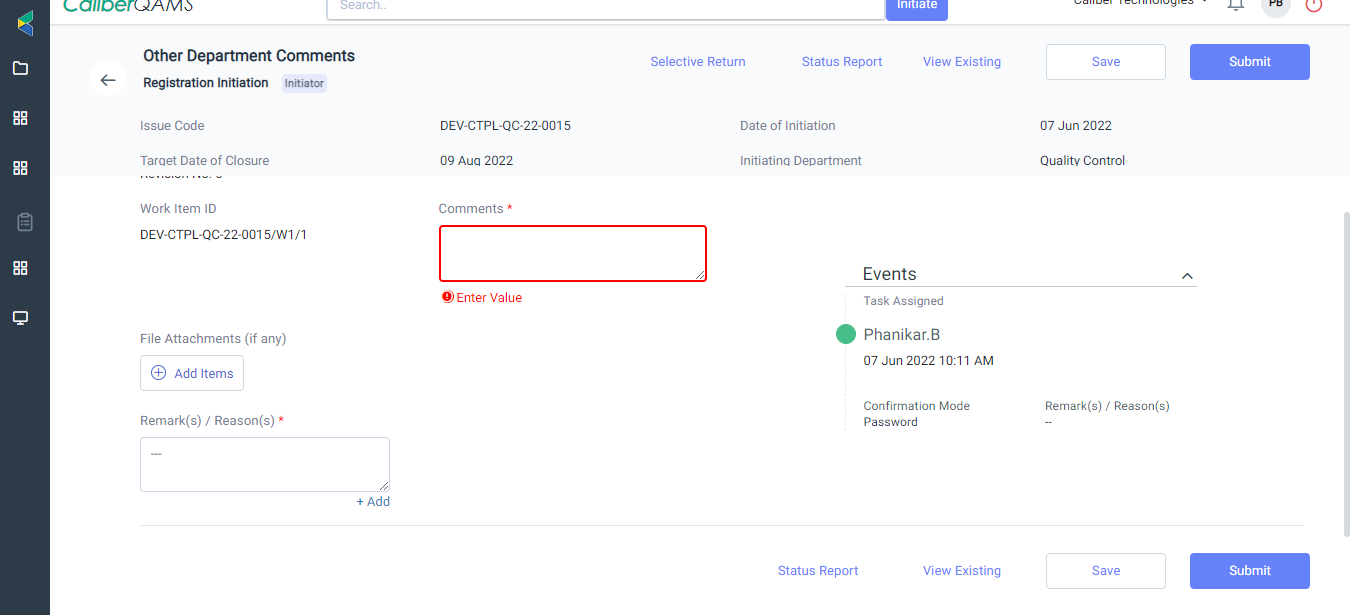 CaliberQAMS
Search..
Initiate
Caliber Technologies
PB
Other Department Comments
Registration Initiation Initiator
Selective Return Status Report View Existing Save Submit
Issue Code DEV-CTPL-QC-22-0015 Date of Initiation 07 Jun 2022
Target Date of Closure 09 Aug 2022 Initiating Department Quality Control
Revision No. 0
Work Item ID
DEV-CTPL-QC-22-0015/W1/1
Comments *
Enter Value
File Attachments (if any)
Add Items
Remark(s) / Reason(s) *
---
+ Add
Events
Task Assigned
Phanikar.B
07 Jun 2022 10:11 AM
Confirmation Mode Remark(s) / Reason(s)
Password --
Status Report View Existing Save Submit